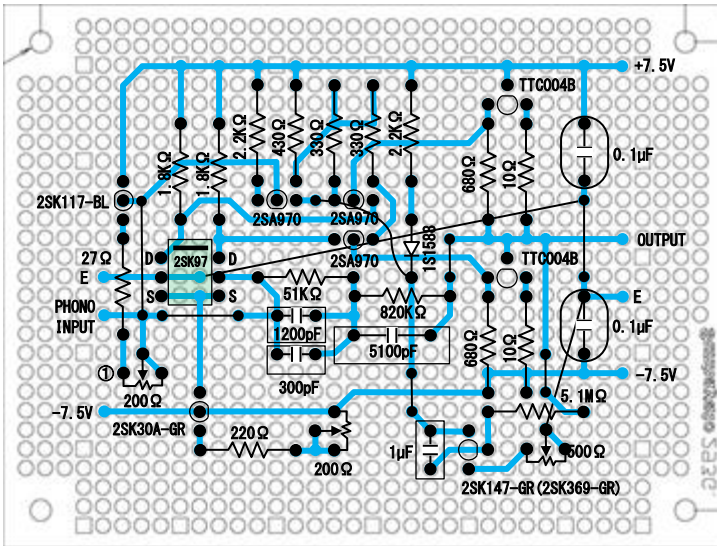 +7.5V
TTC004B
2.2KΩ
430Ω
330Ω
330Ω
2.2KΩ
0.1μF
1.8KΩ
1.8KΩ
680Ω
10Ω
2SK117-BL
2SA970
2SA970
1S1588
OUTPUT
27Ω
D
2SK97
D
2SA970
TTC004B
E
51KΩ
E
S
S
820KΩ
PHONO
INPUT
1200pF
0.1μF
5100pF
680Ω
10Ω
300pF
①
-7.5V
200Ω
5.1MΩ
-7.5V
2SK30A-GR
220Ω
200Ω
1μF
500Ω
2SK147-GR(2SK369-GR)